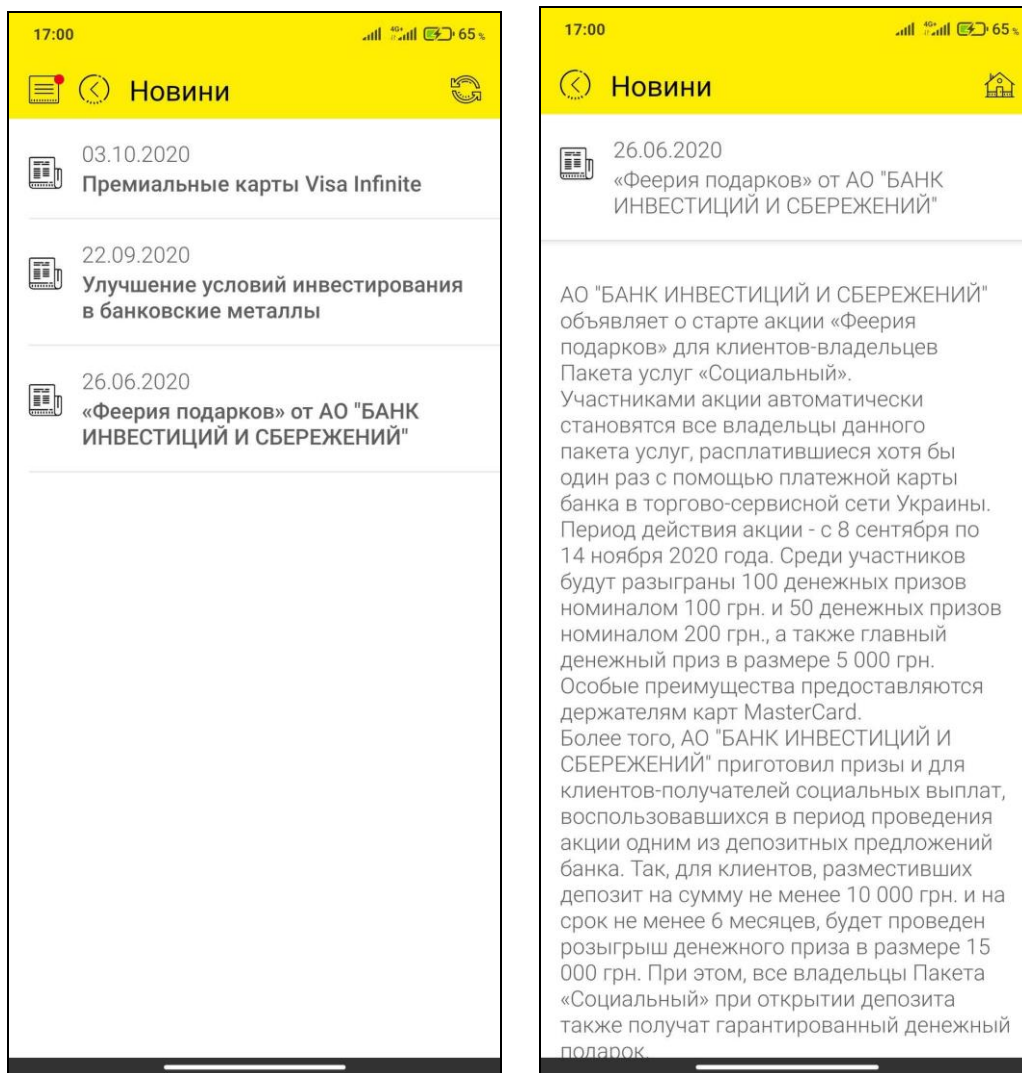 17:00
4G+
65 %
Новини
03.10.2020
Премиальные карты Visa Infinite
22.09.2020
Улучшение условий инвестирования
в банковские металлы
26.06.2020
«Феерия подарков» от АО "БАНК
ИНВЕСТИЦИЙ И СБЕРЕЖЕНИЙ"
17:00
4G+
65 %
Новини
26.06.2020
«Феерия подарков» от АО "БАНК
ИНВЕСТИЦИЙ И СБЕРЕЖЕНИЙ"
АО "БАНК ИНВЕСТИЦИЙ И СБЕРЕЖЕНИЙ"
объявляет о старте акции «Феерия
подарков» для клиентов-владельцев
Пакета услуг «Социальный».
Участниками акции автоматически
становятся все владельцы данного
пакета услуг, расплатившиеся хотя бы
один раз с помощью платежной карты
банка в торгово-сервисной сети Украины.
Период действия акции - с 8 сентября по
14 ноября 2020 года. Среди участников
будут разыграны 100 денежных призов
номиналом 100 грн. и 50 денежных призов
номиналом 200 грн., а также главный
денежный приз в размере 5 000 грн.
Особые преимущества предоставляются
держателям карт MasterCard.
Более того, АО "БАНК ИНВЕСТИЦИЙ И
СБЕРЕЖЕНИЙ" приготовил призы и для
клиентов-получателей социальных выплат,
воспользовавшихся в период проведения
акции одним из депозитных предложений
банка. Так, для клиентов, разместивших
депозит на сумму не менее 10 000 грн. и на
срок не менее 6 месяцев, будет проведен
розыгрыш денежного приза в размере 15
000 грн. При этом, все владельцы Пакета
«Социальный» при открытии депозита
также получат гарантированный денежный
подарок.